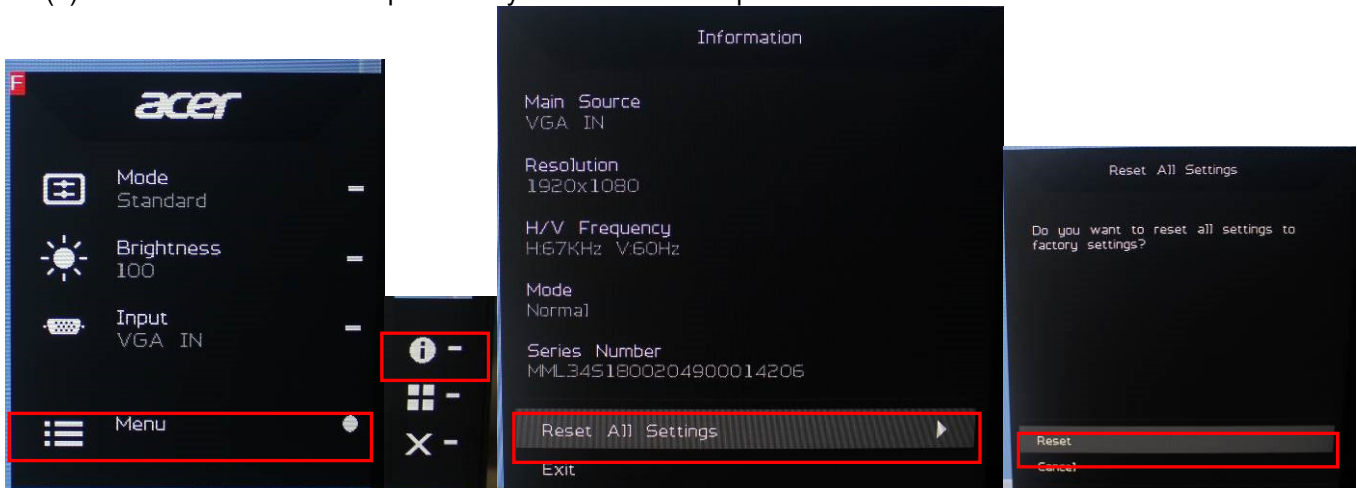 F
acer
Mode
Standard
Brightness
100
Input
VGA IN
Menu
Information
Main Source
VGA IN
Resolution
1920x1080
H/V Frequency
H:67KHz V:60Hz
Mode
Normal
Series Number
MML34S1800204900014206
Reset All Settings
Exit
Reset All Settings
Do you want to reset all settings to
factory settings?
Reset
Cancel